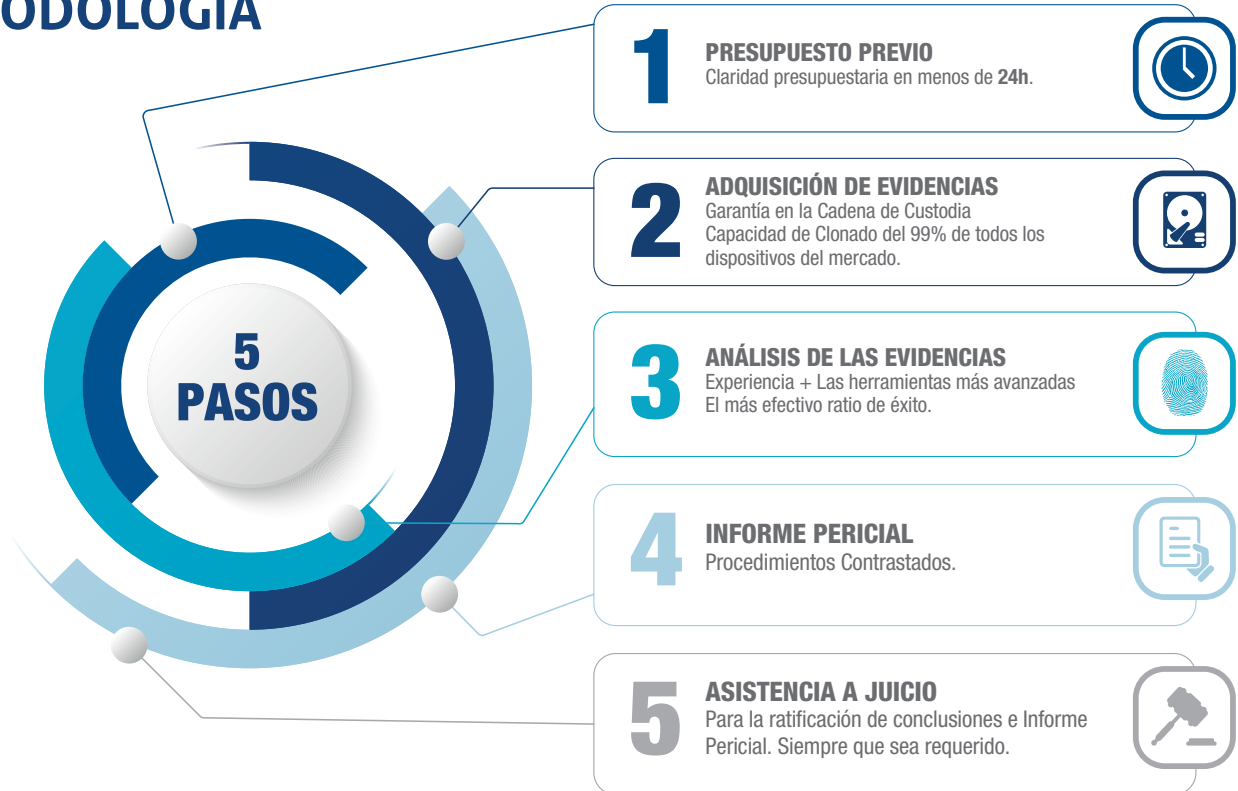 ODOLOGÍA
5
PASOS
1
PRESUPUESTO PREVIO
Claridad presupuestaria en menos de 24h.
2
ADQUISICIÓN DE EVIDENCIAS
Garantía en la Cadena de Custodia
Capacidad de Clonado del 99% de todos los
dispositivos del mercado.
3
ANÁLISIS DE LAS EVIDENCIAS
Experiencia + Las herramientas más avanzadas
El más efectivo ratio de éxito.
4
INFORME PERICIAL
Procedimientos Contrastados.
5
ASISTENCIA A JUICIO
Para la ratificación de conclusiones e Informe
Pericial. Siempre que sea requerido.